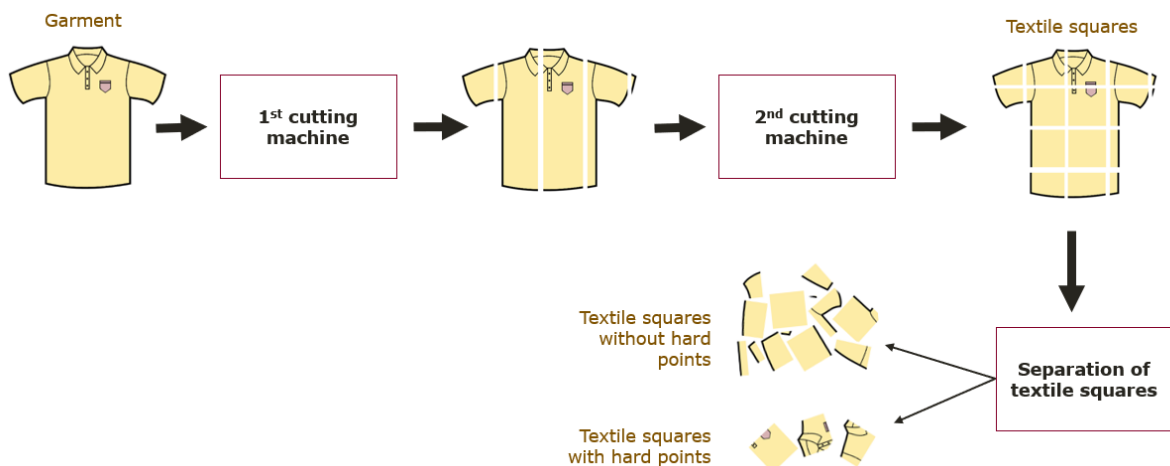 Garment
Textile squares
1st cutting
machine
2nd cutting
machine
Textile squares
without hard
points
Separation of
textile squares
Textile squares
with hard points